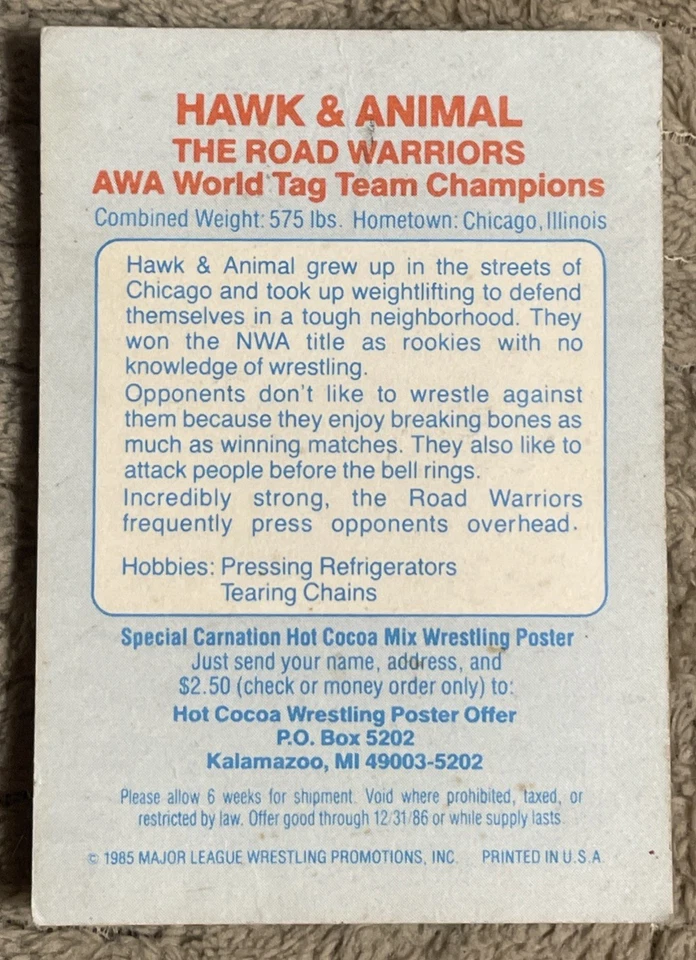 HAWK & ANIMAL
THE ROAD WARRIORS
AWA World Tag Team Champions
Combined Weight: 575 lbs. Hometown: Chicago, Illinois
Hawk & Animal grew up in the streets of
Chicago and took up weightlifting to defend
themselves in a tough neighborhood. They
won the NWA title as rookies with no
knowledge of wrestling.
Opponents don't like to wrestle against
them because they enjoy breaking bones as
much as winning matches. They also like to
attack people before the bell rings.
Incredibly strong, the Road Warriors
frequently press opponents overhead.
Hobbies: Pressing Refrigerators
Tearing Chains
Special Carnation Hot Cocoa Mix Wrestling Poster
Just send your name, address, and
$2.50 (check or money order only) to:
Hot Cocoa Wrestling Poster Offer
P.O. Box 5202
Kalamazoo, MI 49003-5202
Please allow 6 weeks for shipment. Void where prohibited, taxed, or
restricted by law. Offer good through 12/31/86 or while supply lasts.
© 1985 MAJOR LEAGUE WRESTLING PROMOTIONS, INC. PRINTED IN U.S.A.